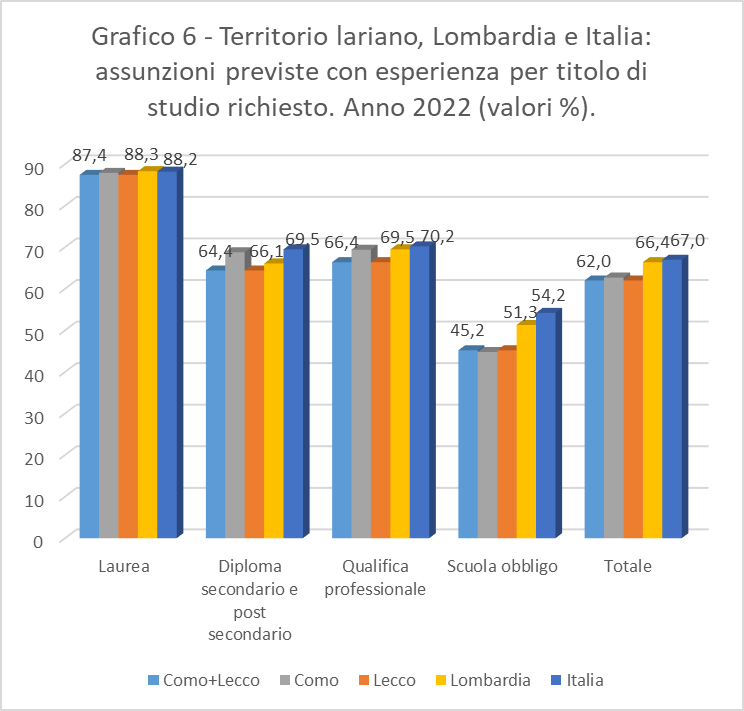 Grafico 6 - Territorio lariano, Lombardia e Italia:
assunzioni previste con esperienza per titolo di
studio richiesto. Anno 2022 (valori %).
87,4 88,3 88,2
64,4 66,1 69,5
66,4 69,5 70,2
45,2 51,3 54,2
62,0 66,4 67,0
90
80
70
60
50
40
30
20
10
0
Laurea
Diploma
secondario e
post
secondario
Qualifica
professionale
Scuola obbligo
Totale
Como+Lecco Como Lecco Lombardia Italia